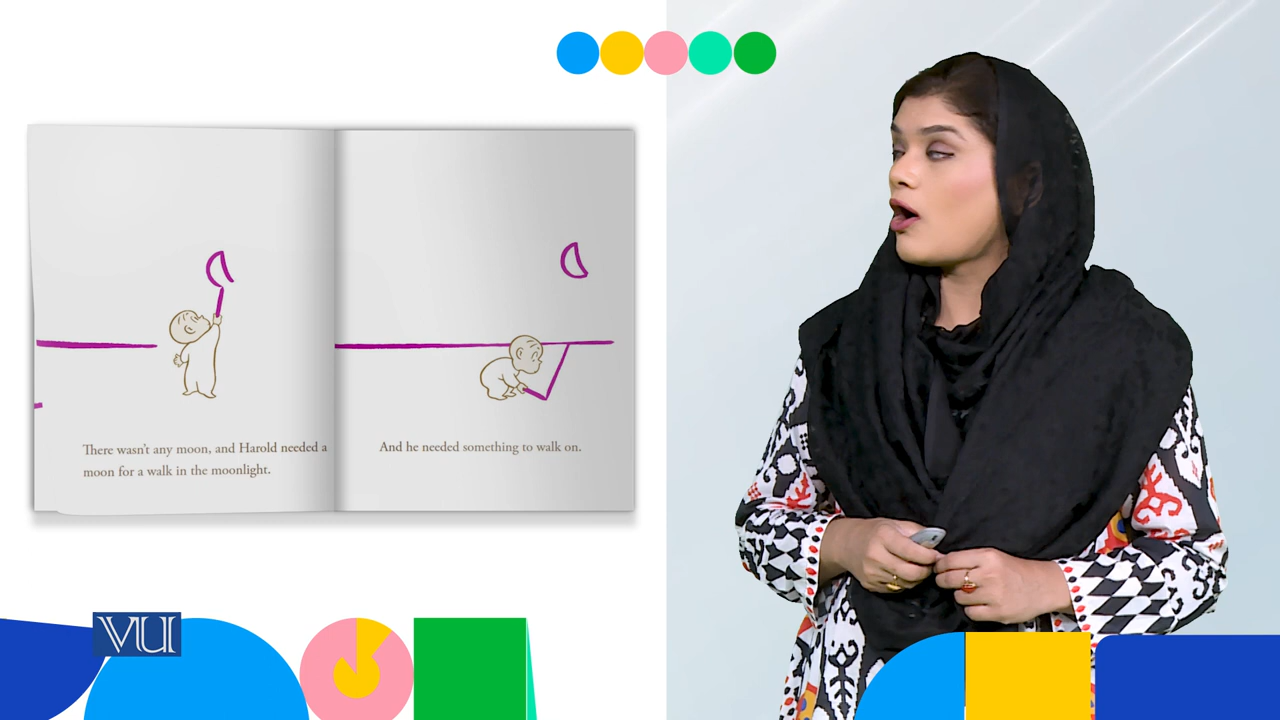 There wasn't any moon, and Harold needed a
moon for a walk in the moonlight.
And he needed something to walk on.
VU